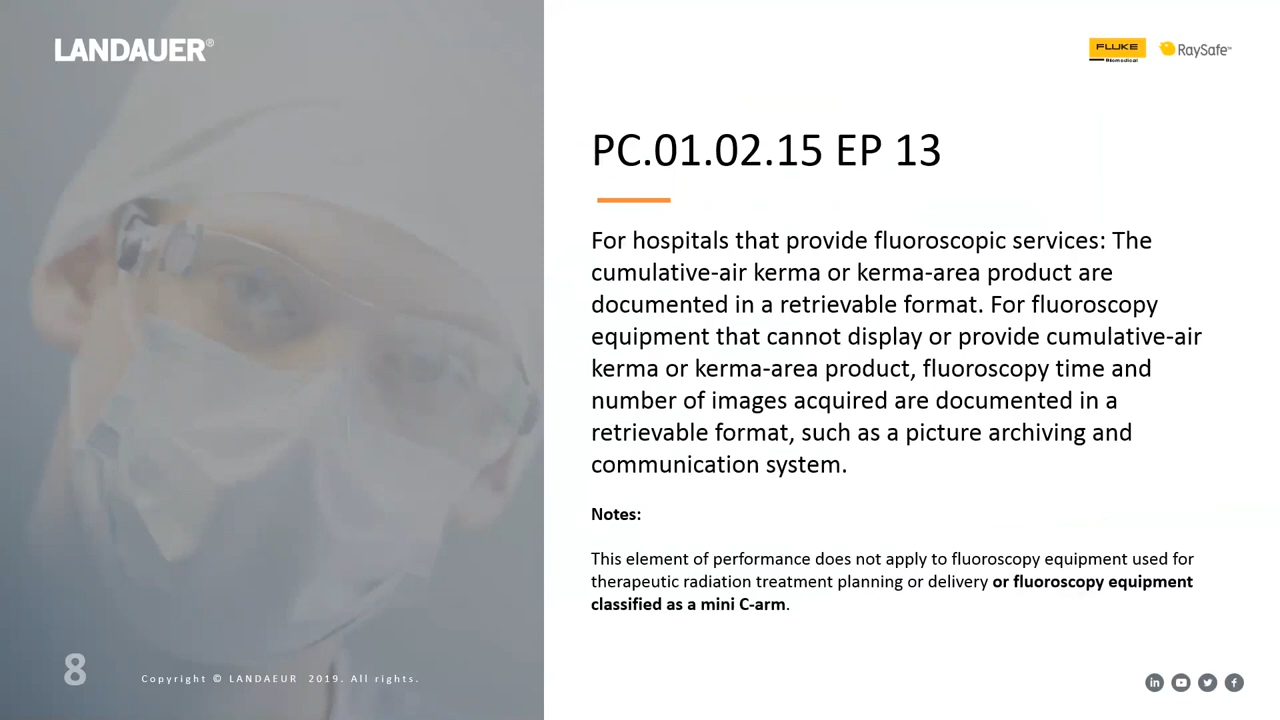 LANDAUER®
FLUKE
Biomedical
RaySafe™
PC.01.02.15 EP 13
For hospitals that provide fluoroscopic services: The
cumulative-air kerma or kerma-area product are
documented in a retrievable format. For fluoroscopy
equipment that cannot display or provide cumulative-air
kerma or kerma-area product, fluoroscopy time and
number of images acquired are documented in a
retrievable format, such as a picture archiving and
communication system.
Notes:
This element of performance does not apply to fluoroscopy equipment used for
therapeutic radiation treatment planning or delivery or fluoroscopy equipment
classified as a mini C-arm.
8
Copyright © LANDAEUR 2019. All rights.